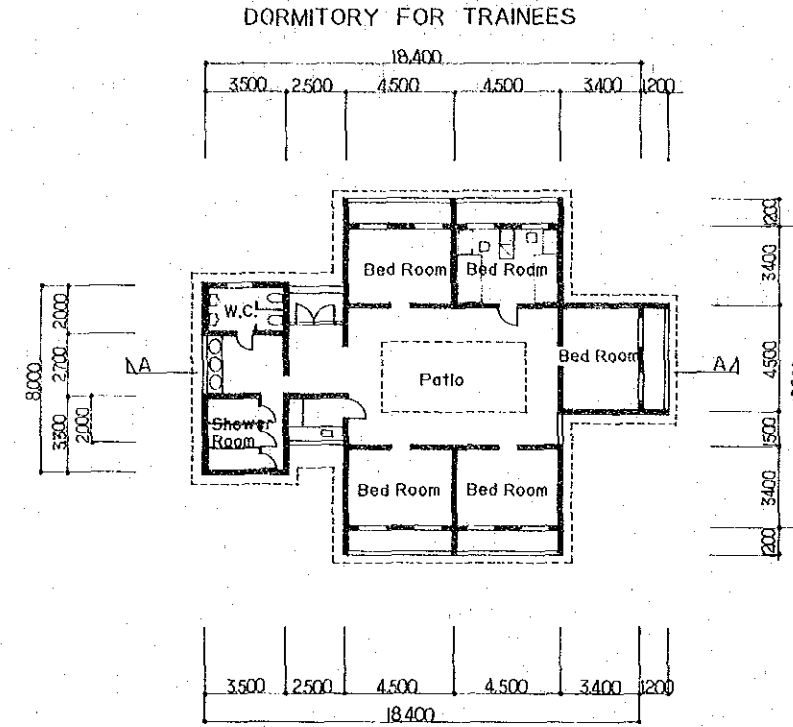 DORMITORY FOR TRAINEES
18,400
3,500 2,500 4,500 4,500 3,400 1,200
1,200
Bed Room Bed Room
3,400
W.C.
2,000
Bed Room
A A
8,000 2,700
Patio
4,500
3,300 2,000
Shower
Room
1,500
Bed Room Bed Room
3,400
1,200
3,500 2,500 4,500 4,500 3,400 1,200
18,400